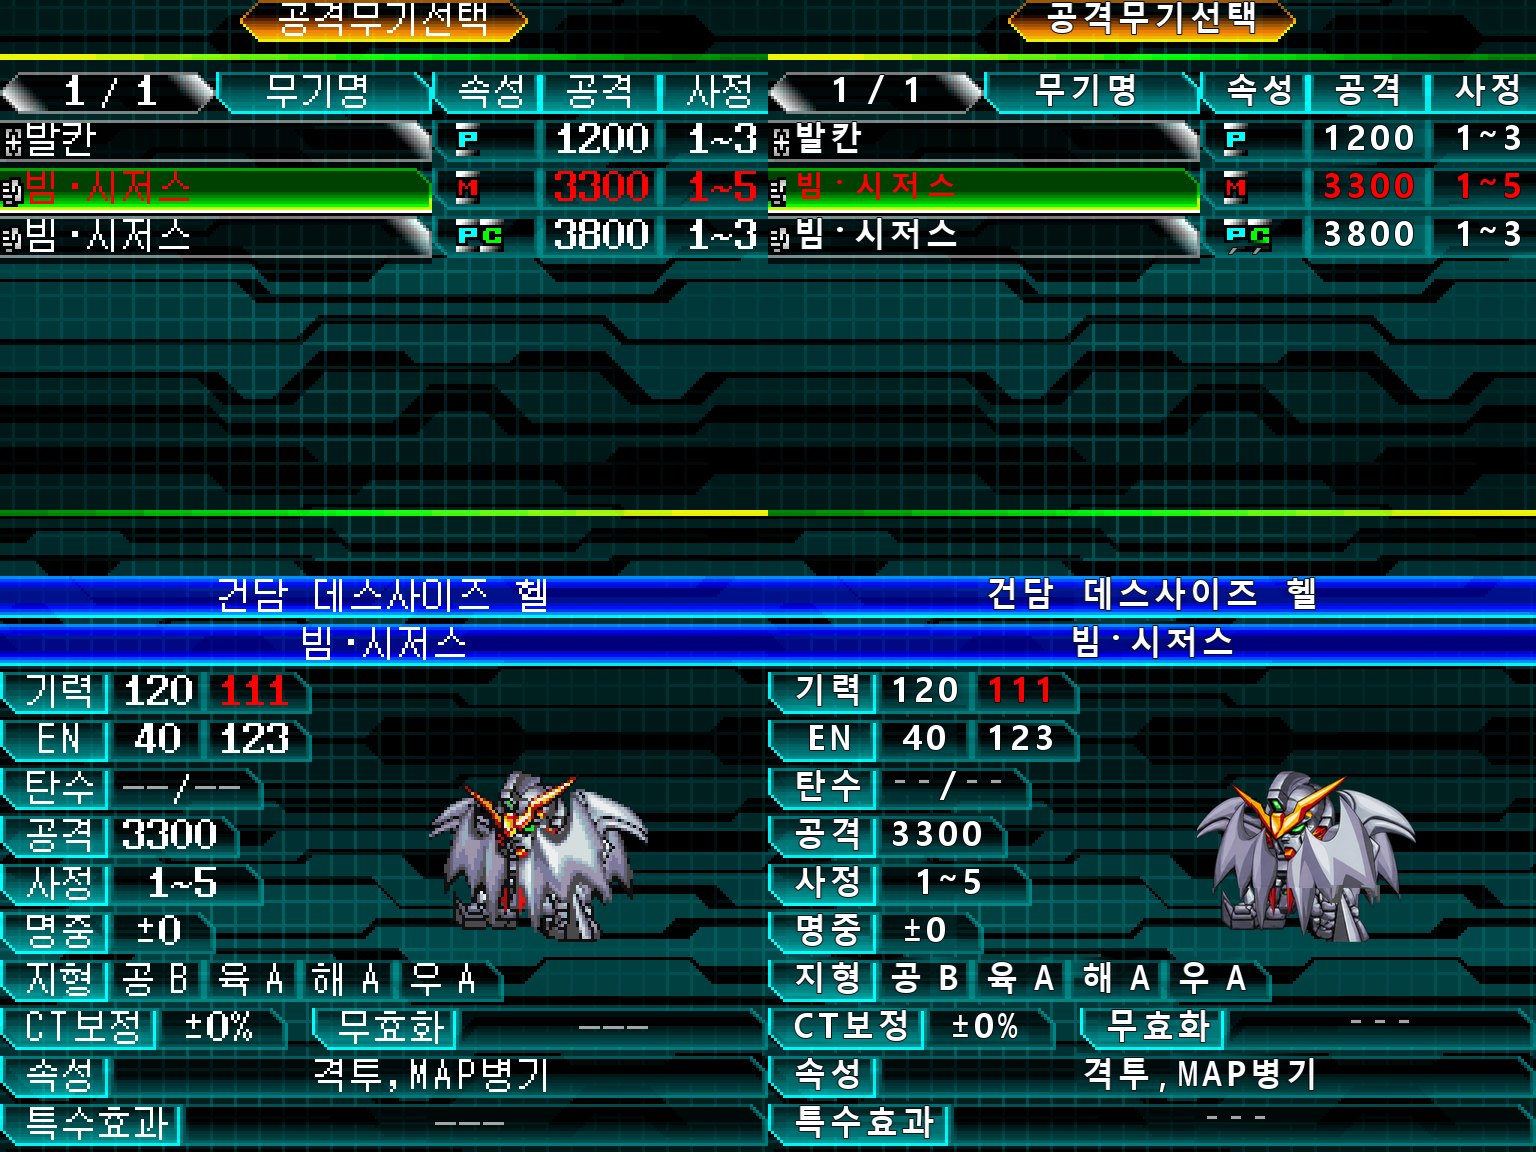 공격무기선택 공격무기선택
1 / 1 무기명 속성 공격 사정 1 / 1 무기명 속성 공격 사정
발칸 P 1200 1~3 발칸 P 1200 1~3
빔·시저스 M 3300 1~5 빔·시저스 M 3300 1~5
빔·시저스 PC 3800 1~3 빔·시저스 PC 3800 1~3
건담 데스사이즈 헬 건담 데스사이즈 헬
빔·시저스 빔·시저스
기력 120 111 기력 120 111
EN 40 123 EN 40 123
탄수 --/-- 탄수 --/--
공격 3300 공격 3300
사정 1~5 사정 1~5
명중 ±0 명중 ±0
지형 공 B 육 A 해 A 우 A 지형 공 B 육 A 해 A 우 A
CT보정 ±0% 무효화 --- CT보정 ±0% 무효화 ---
속성 격투,MAP병기 속성 격투,MAP병기
특수효과 --- 특수효과 ---